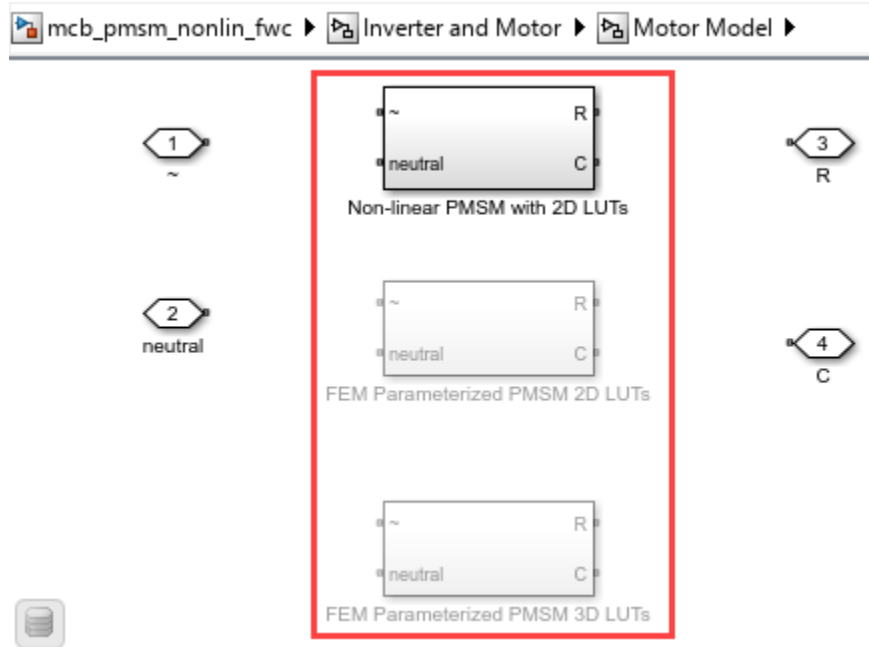 mcb_pmsm_nonlin_fwc Inverter and Motor Motor Model
1
~
~ R
neutral C
Non-linear PMSM with 2D LUTs
3
R
2
neutral
~ R
neutral C
FEM Parameterized PMSM 2D LUTs
4
C
~ R
neutral C
FEM Parameterized PMSM 3D LUTs